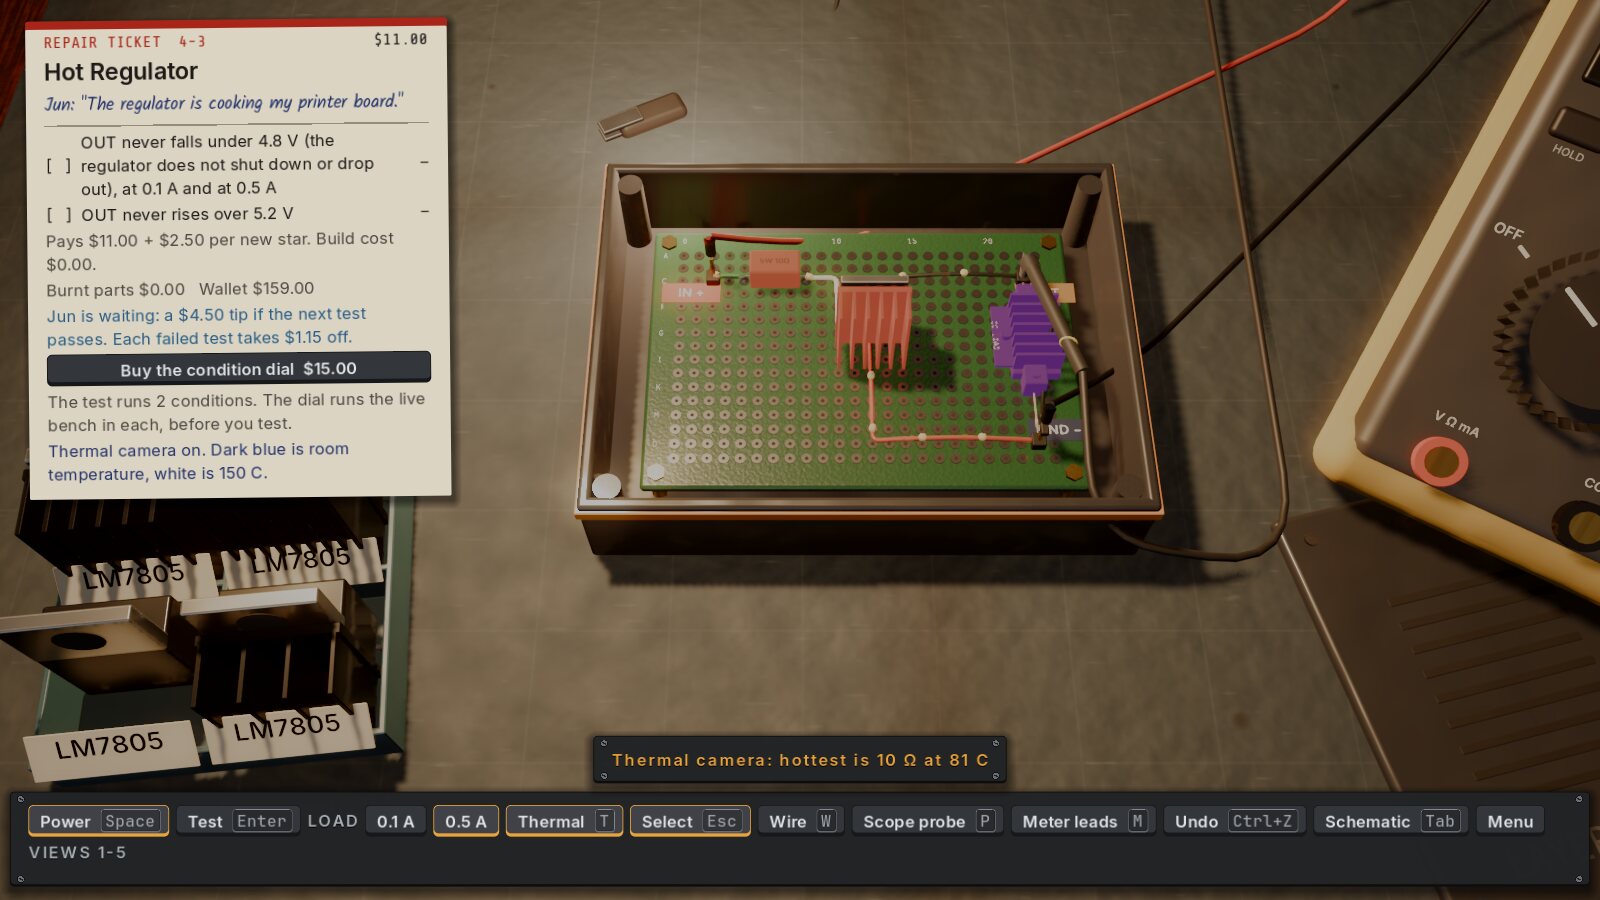 REPAIR TICKET 4-3 $11.00
Hot Regulator
Jun: "The regulator is cooking my printer board."
OUT never falls under 4.8 V (the
[ ] regulator does not shut down or drop –
out), at 0.1 A and at 0.5 A
[ ] OUT never rises over 5.2 V –
Pays $11.00 + $2.50 per new star. Build cost
$0.00.
Burnt parts $0.00 Wallet $159.00
Jun is waiting: a $4.50 tip if the next test
passes. Each failed test takes $1.15 off.
Buy the condition dial $15.00
The test runs 2 conditions. The dial runs the live
bench in each, before you test.
Thermal camera on. Dark blue is room
temperature, white is 150 C.
0 10 15 20
A
C
G
K
5W 10Ω
IN +
ND -
HOLD
OFF
V Ω mA
LM7805
LM7805
LM7805
LM7805
Thermal camera: hottest is 10 Ω at 81 C
Power Space Test Enter LOAD 0.1 A 0.5 A Thermal T Select Esc Wire W Scope probe P Meter leads M Undo Ctrl+Z Schematic Tab Menu
VIEWS 1-5